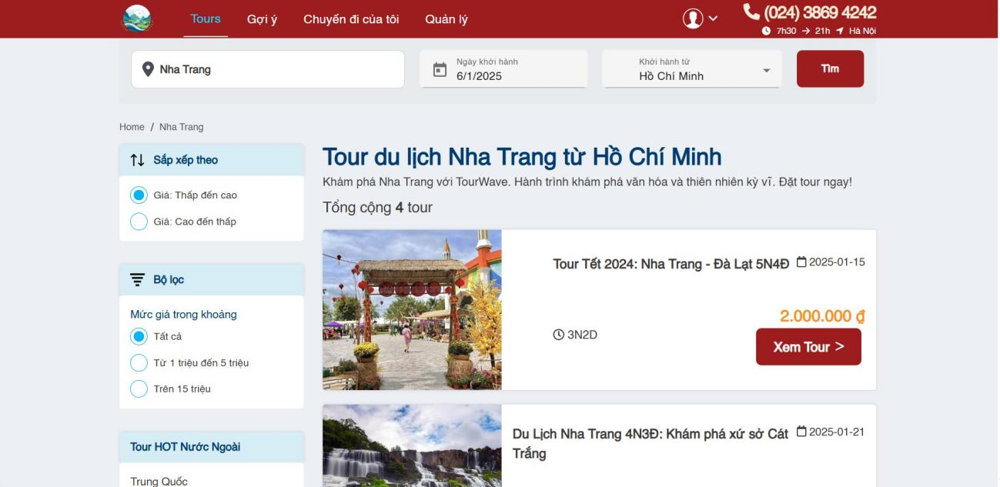 Tours
Gợi ý
Chuyến đi của tôi
Quản lý
(024) 3869 4242
7h30 → 21h Hà Nội
Nha Trang
Ngày khởi hành
6/1/2025
Khởi hành từ
Hồ Chí Minh
Tìm
Home / Nha Trang
Sắp xếp theo
Giá: Thấp đến cao
Giá: Cao đến thấp
Bộ lọc
Mức giá trong khoảng
Tất cả
Từ 1 triệu đến 5 triệu
Trên 15 triệu
Tour HOT Nước Ngoài
Trung Quốc
Tour du lịch Nha Trang từ Hồ Chí Minh
Khám phá Nha Trang với TourWave. Hành trình khám phá văn hóa và thiên nhiên kỳ vĩ. Đặt tour ngay!
Tổng cộng 4 tour
Tour Tết 2024: Nha Trang - Đà Lạt 5N4Đ
2025-01-15
2.000.000 ₫
3N2D
Xem Tour >
Du Lịch Nha Trang 4N3Đ: Khám phá xứ sở Cát
Trắng
2025-01-21